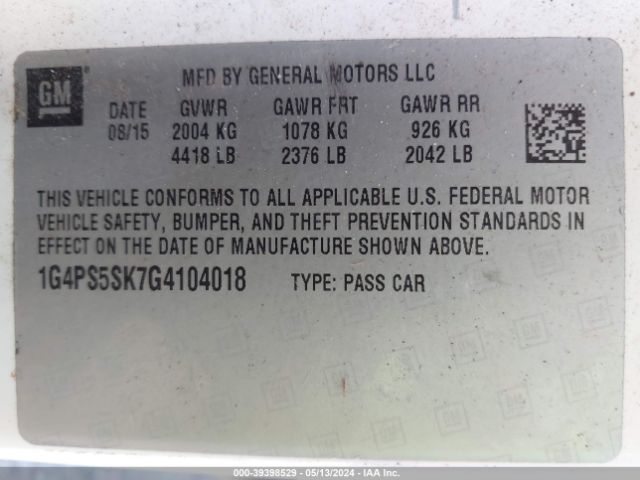 GM®
MFD BY GENERAL MOTORS LLC
DATE GVWR GAWR FRT GAWR RR
08/15 2004 KG 1078 KG 926 KG
4418 LB 2376 LB 2042 LB
THIS VEHICLE CONFORMS TO ALL APPLICABLE U.S. FEDERAL MOTOR
VEHICLE SAFETY, BUMPER, AND THEFT PREVENTION STANDARDS IN
EFFECT ON THE DATE OF MANUFACTURE SHOWN ABOVE.
1G4PS5SK7G4104018 TYPE: PASS CAR
000-39398529 - 05/13/2024 - IAAI.COM